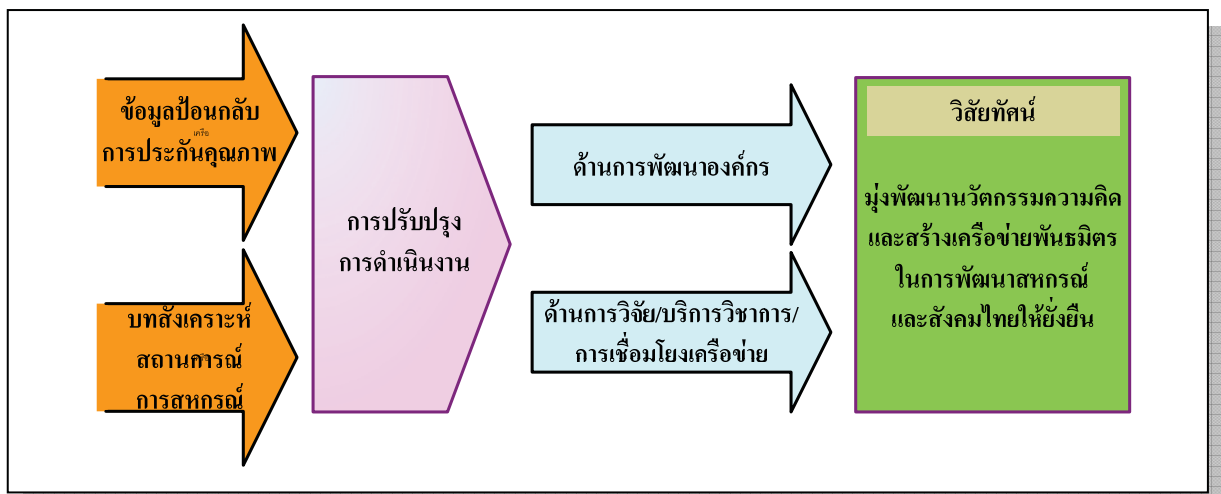 ข้อมูลป้อนกลับ
เครือ
การประกันคุณภาพ
บทสังเคราะห์
สถานการณ์
การสหกรณ์
การปรับปรุง
การดำเนินงาน
ด้านการพัฒนาองค์กร
ด้านการวิจัย/บริการวิชาการ/
การเชื่อมโยงเครือข่าย
วิสัยทัศน์
มุ่งพัฒนานวัตกรรมความคิด
และสร้างเครือข่ายพันธมิตร
ในการพัฒนาสหกรณ์
และสังคมไทยให้ยั่งยืน